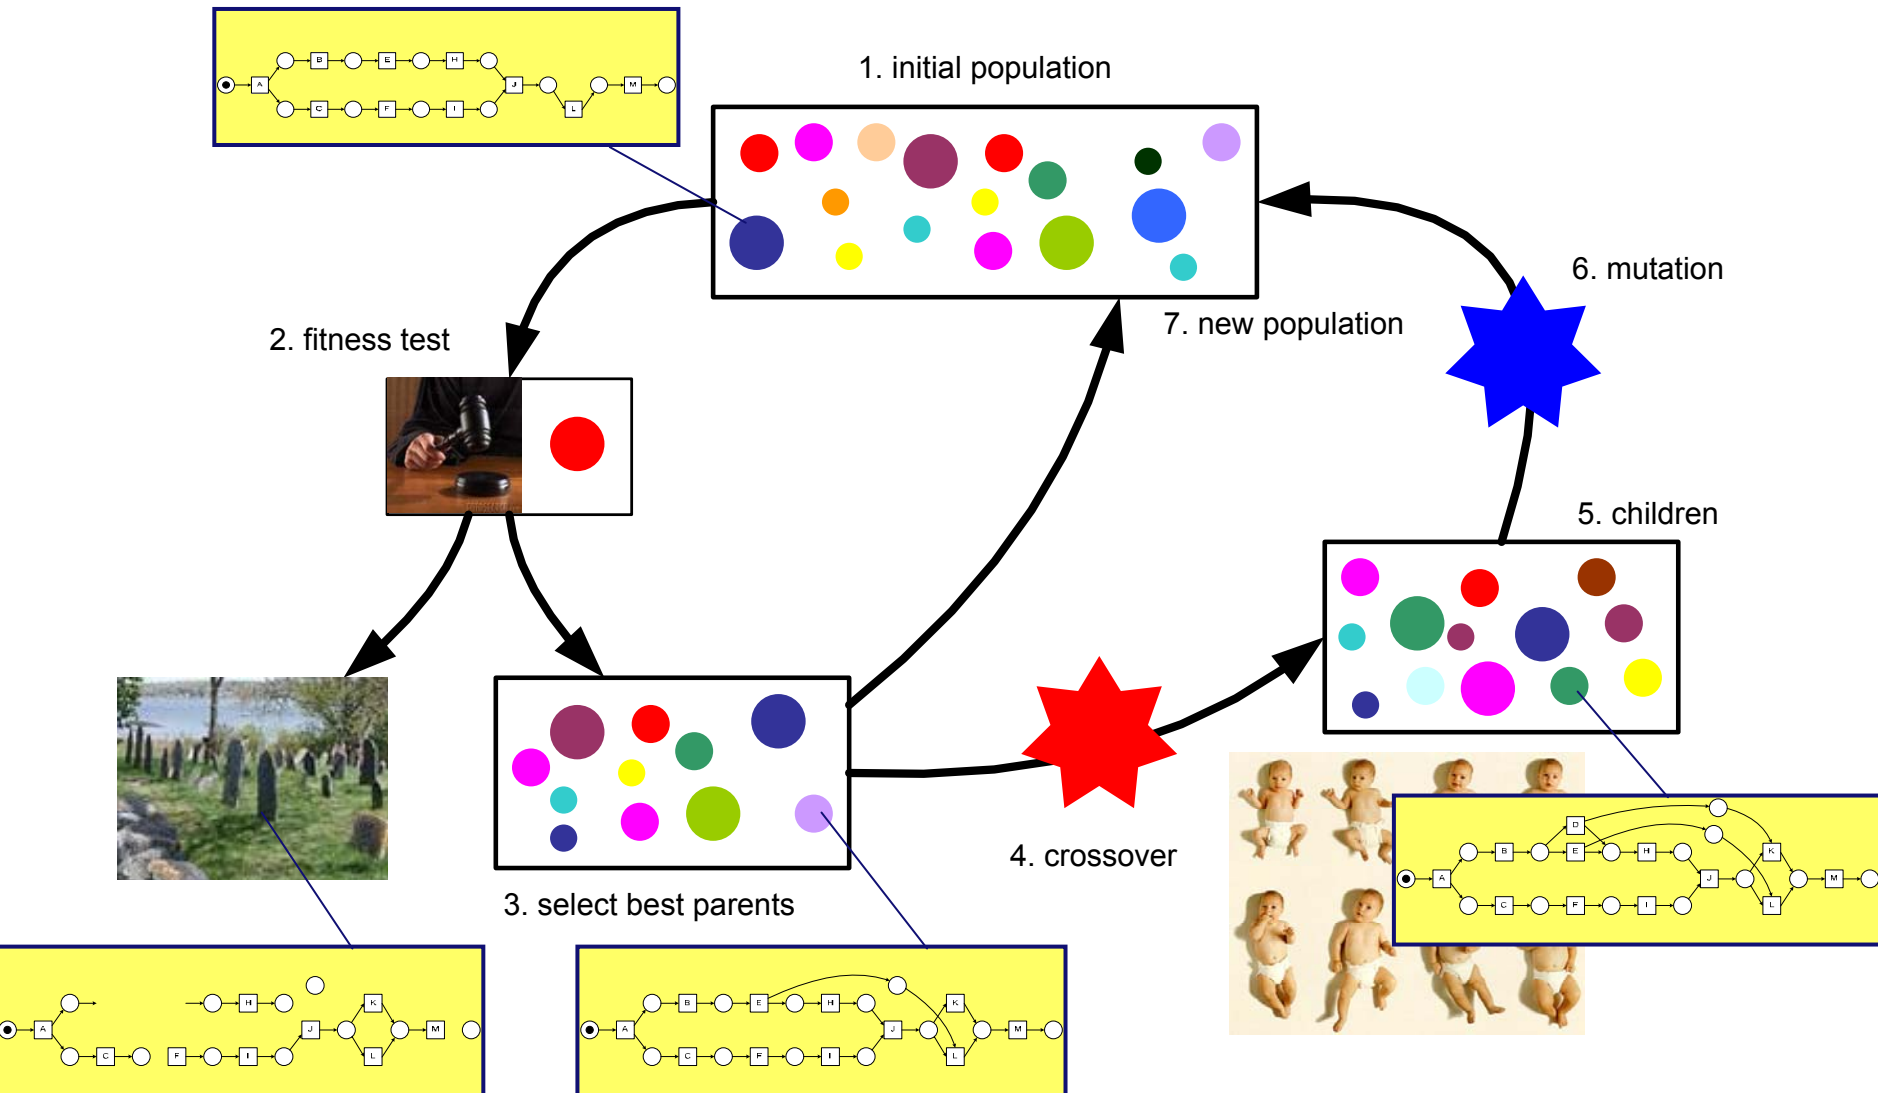 1. initial population
B E H
A J M
C F I L
2. fitness test
6. mutation
7. new population
5. children
4. crossover
3. select best parents
D
B E H K
A J M
C F I L
H K
A J M
C F I L
B E H K
A J M
C F I L